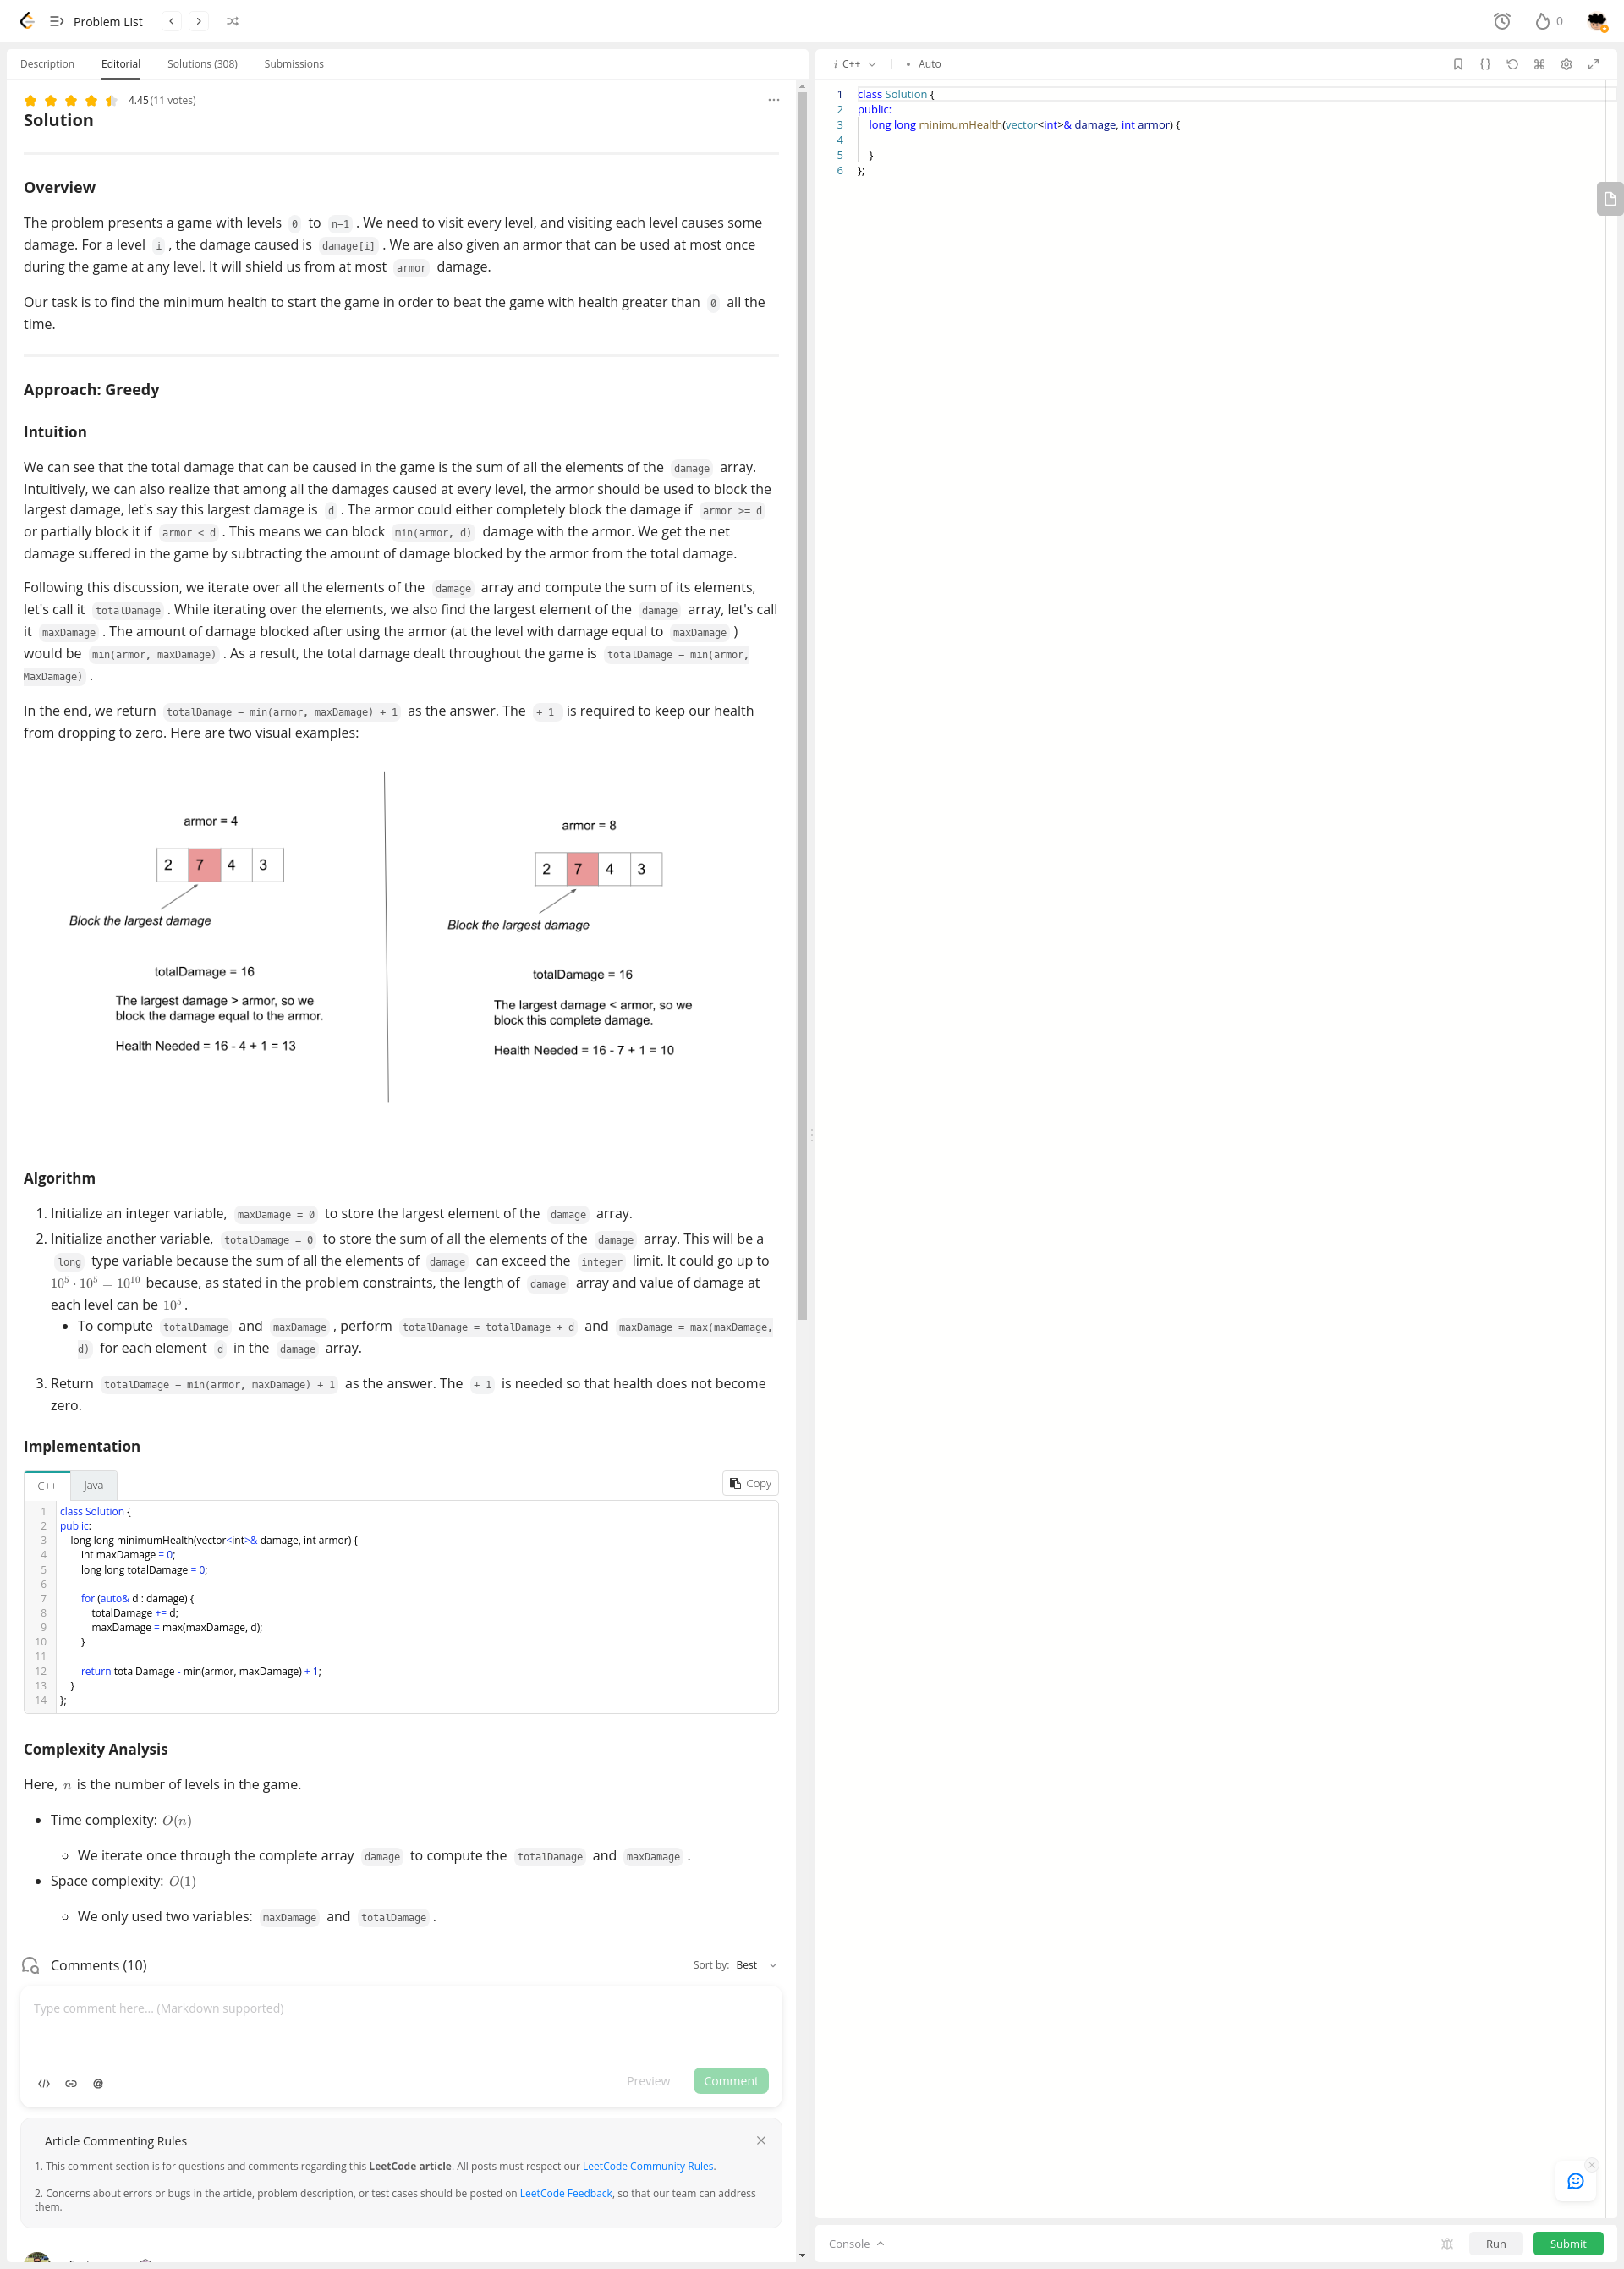 Problem List
0
Description Editorial Solutions (308) Submissions
4.45 (11 votes)
Solution
Overview
The problem presents a game with levels 0 to n−1 . We need to visit every level, and visiting each level causes some
damage. For a level i , the damage caused is damage[i] . We are also given an armor that can be used at most once
during the game at any level. It will shield us from at most armor damage.
Our task is to find the minimum health to start the game in order to beat the game with health greater than 0 all the
time.
Approach: Greedy
Intuition
We can see that the total damage that can be caused in the game is the sum of all the elements of the damage array.
Intuitively, we can also realize that among all the damages caused at every level, the armor should be used to block the
largest damage, let's say this largest damage is d . The armor could either completely block the damage if armor >= d
or partially block it if armor < d . This means we can block min(armor, d) damage with the armor. We get the net
damage suffered in the game by subtracting the amount of damage blocked by the armor from the total damage.
Following this discussion, we iterate over all the elements of the damage array and compute the sum of its elements,
let's call it totalDamage . While iterating over the elements, we also find the largest element of the damage array, let's call
it maxDamage . The amount of damage blocked after using the armor (at the level with damage equal to maxDamage )
would be min(armor, maxDamage) . As a result, the total damage dealt throughout the game is totalDamage − min(armor,
MaxDamage) .
In the end, we return totalDamage − min(armor, maxDamage) + 1 as the answer. The + 1 is required to keep our health
from dropping to zero. Here are two visual examples:
armor = 4
2 7 4 3
Block the largest damage
totalDamage = 16
The largest damage > armor, so we
block the damage equal to the armor.
Health Needed = 16 - 4 + 1 = 13
armor = 8
2 7 4 3
Block the largest damage
totalDamage = 16
The largest damage < armor, so we
block this complete damage.
Health Needed = 16 - 7 + 1 = 10
Algorithm
1. Initialize an integer variable, maxDamage = 0 to store the largest element of the damage array.
2. Initialize another variable, totalDamage = 0 to store the sum of all the elements of the damage array. This will be a
long type variable because the sum of all the elements of damage can exceed the integer limit. It could go up to
10⁵ · 10⁵ = 10¹⁰ because, as stated in the problem constraints, the length of damage array and value of damage at
each level can be 10⁵ .
• To compute totalDamage and maxDamage , perform totalDamage = totalDamage + d and maxDamage = max(maxDamage,
d) for each element d in the damage array.
3. Return totalDamage − min(armor, maxDamage) + 1 as the answer. The + 1 is needed so that health does not become
zero.
Implementation
C++ Java Copy
1 class Solution {
2 public:
3 long long minimumHealth(vector<int>& damage, int armor) {
4 int maxDamage = 0;
5 long long totalDamage = 0;
6
7 for (auto& d : damage) {
8 totalDamage += d;
9 maxDamage = max(maxDamage, d);
10 }
11
12 return totalDamage - min(armor, maxDamage) + 1;
13 }
14 };
Complexity Analysis
Here, n is the number of levels in the game.
• Time complexity: O(n)
◦ We iterate once through the complete array damage to compute the totalDamage and maxDamage .
• Space complexity: O(1)
◦ We only used two variables: maxDamage and totalDamage .
Comments (10) Sort by: Best
Type comment here... (Markdown supported)
Preview Comment
Article Commenting Rules
1. This comment section is for questions and comments regarding this LeetCode article. All posts must respect our LeetCode Community Rules.
2. Concerns about errors or bugs in the article, problem description, or test cases should be posted on LeetCode Feedback, so that our team can address
them.
i C++ • Auto
1 class Solution {
2 public:
3 long long minimumHealth(vector<int>& damage, int armor) {
4
5 }
6 };
Console Run Submit